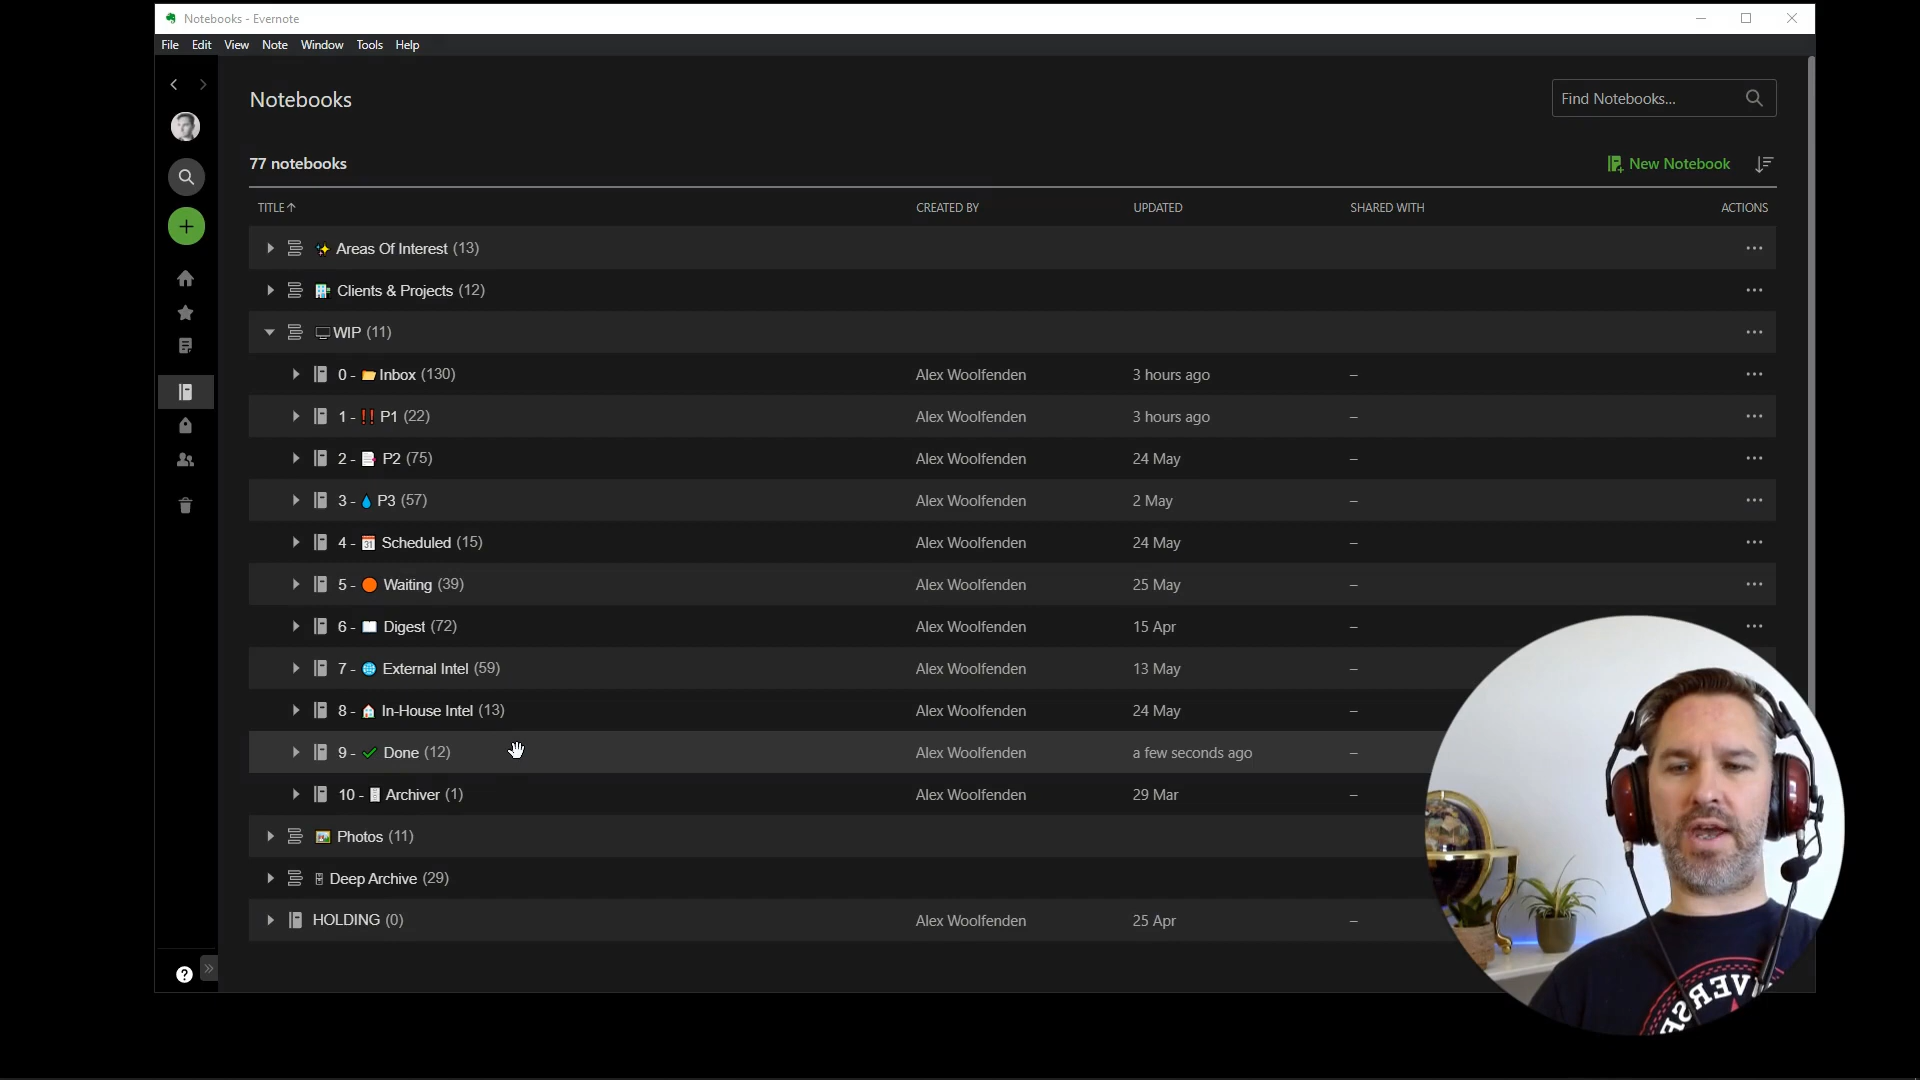 Notebooks - Evernote
File Edit View Note Window Tools Help
Notebooks
Find Notebooks...
77 notebooks
New Notebook
TITLE CREATED BY UPDATED SHARED WITH ACTIONS
Areas Of Interest (13)
Clients & Projects (12)
WIP (11)
0 - Inbox (130) Alex Woolfenden 3 hours ago –
1 - P1 (22) Alex Woolfenden 3 hours ago –
2 - P2 (75) Alex Woolfenden 24 May –
3 - P3 (57) Alex Woolfenden 2 May –
4 - 31 Scheduled (15) Alex Woolfenden 24 May –
5 - Waiting (39) Alex Woolfenden 25 May –
6 - Digest (72) Alex Woolfenden 15 Apr –
7 - External Intel (59) Alex Woolfenden 13 May –
8 - In-House Intel (13) Alex Woolfenden 24 May –
9 - Done (12) Alex Woolfenden a few seconds ago –
10 - Archiver (1) Alex Woolfenden 29 Mar –
Photos (11)
Deep Archive (29)
HOLDING (0) Alex Woolfenden 25 Apr –